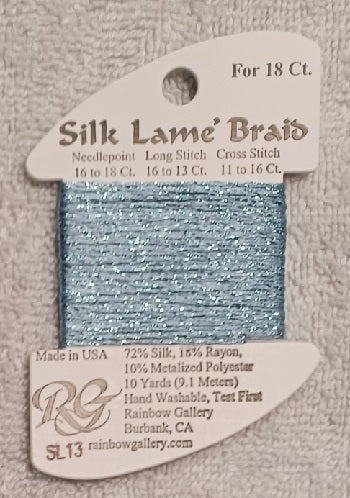 For 18 Ct.
Silk Lame' Braid
Needlepoint Long Stitch Cross Stitch
16 to 18 Ct. 16 to 13 Ct. 11 to 16 Ct.
Made in USA
72% Silk, 18% Rayon,
10% Metalized Polyester
10 Yards (9.1 Meters)
Hand Washable, Test First
Rainbow Gallery
Burbank, CA
RG
SL13 rainbowgallery.com